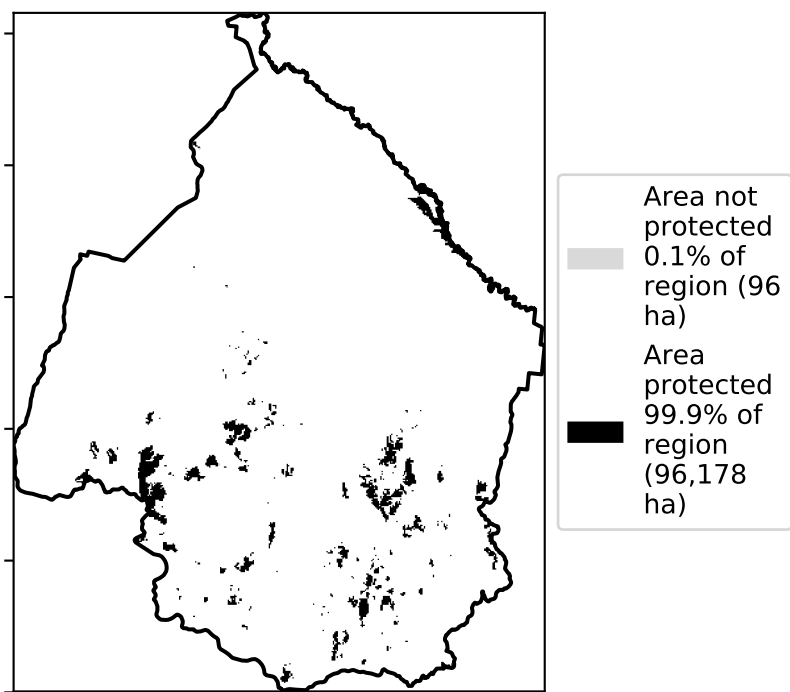 Area not
protected
0.1% of
region (96
ha)
Area
protected
99.9% of
region
(96,178
ha)